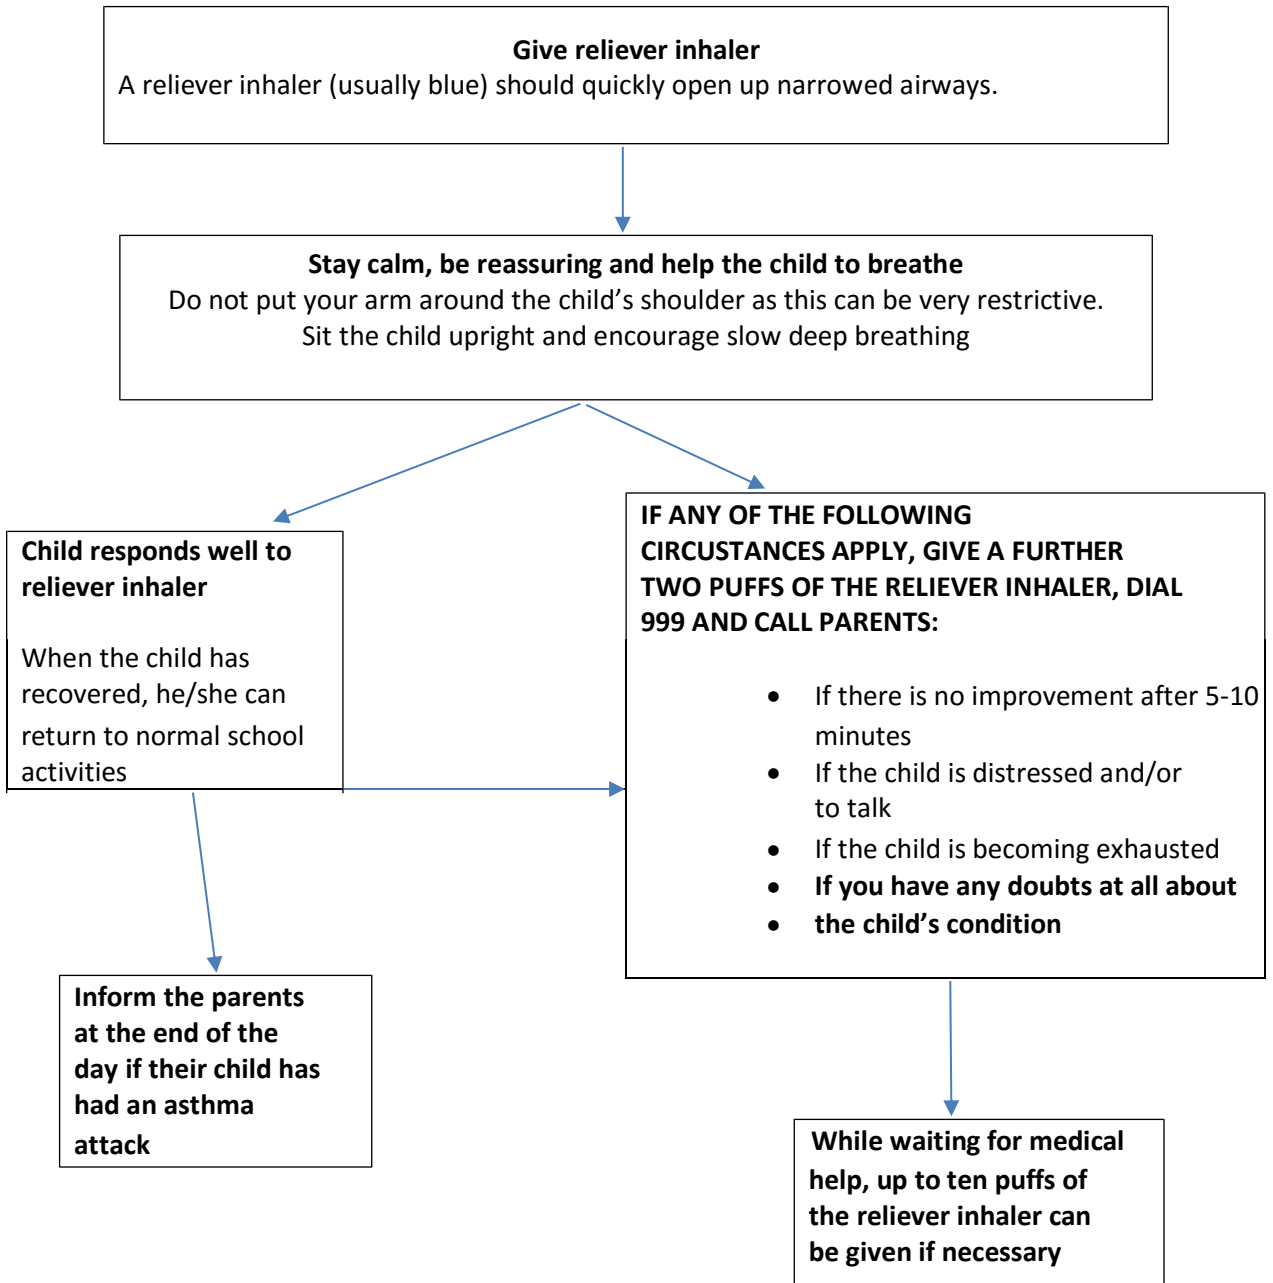 Give reliever inhaler
A reliever inhaler (usually blue) should quickly open up narrowed airways.
Stay calm, be reassuring and help the child to breathe
Do not put your arm around the child’s shoulder as this can be very restrictive.
Sit the child upright and encourage slow deep breathing
Child responds well to
reliever inhaler
When the child has
recovered, he/she can
return to normal school
activities
IF ANY OF THE FOLLOWING
CIRCUSTANCES APPLY, GIVE A FURTHER
TWO PUFFS OF THE RELIEVER INHALER, DIAL
999 AND CALL PARENTS:
• If there is no improvement after 5-10
minutes
• If the child is distressed and/or
to talk
• If the child is becoming exhausted
• If you have any doubts at all about
• the child’s condition
Inform the parents
at the end of the
day if their child has
had an asthma
attack
While waiting for medical
help, up to ten puffs of
the reliever inhaler can
be given if necessary